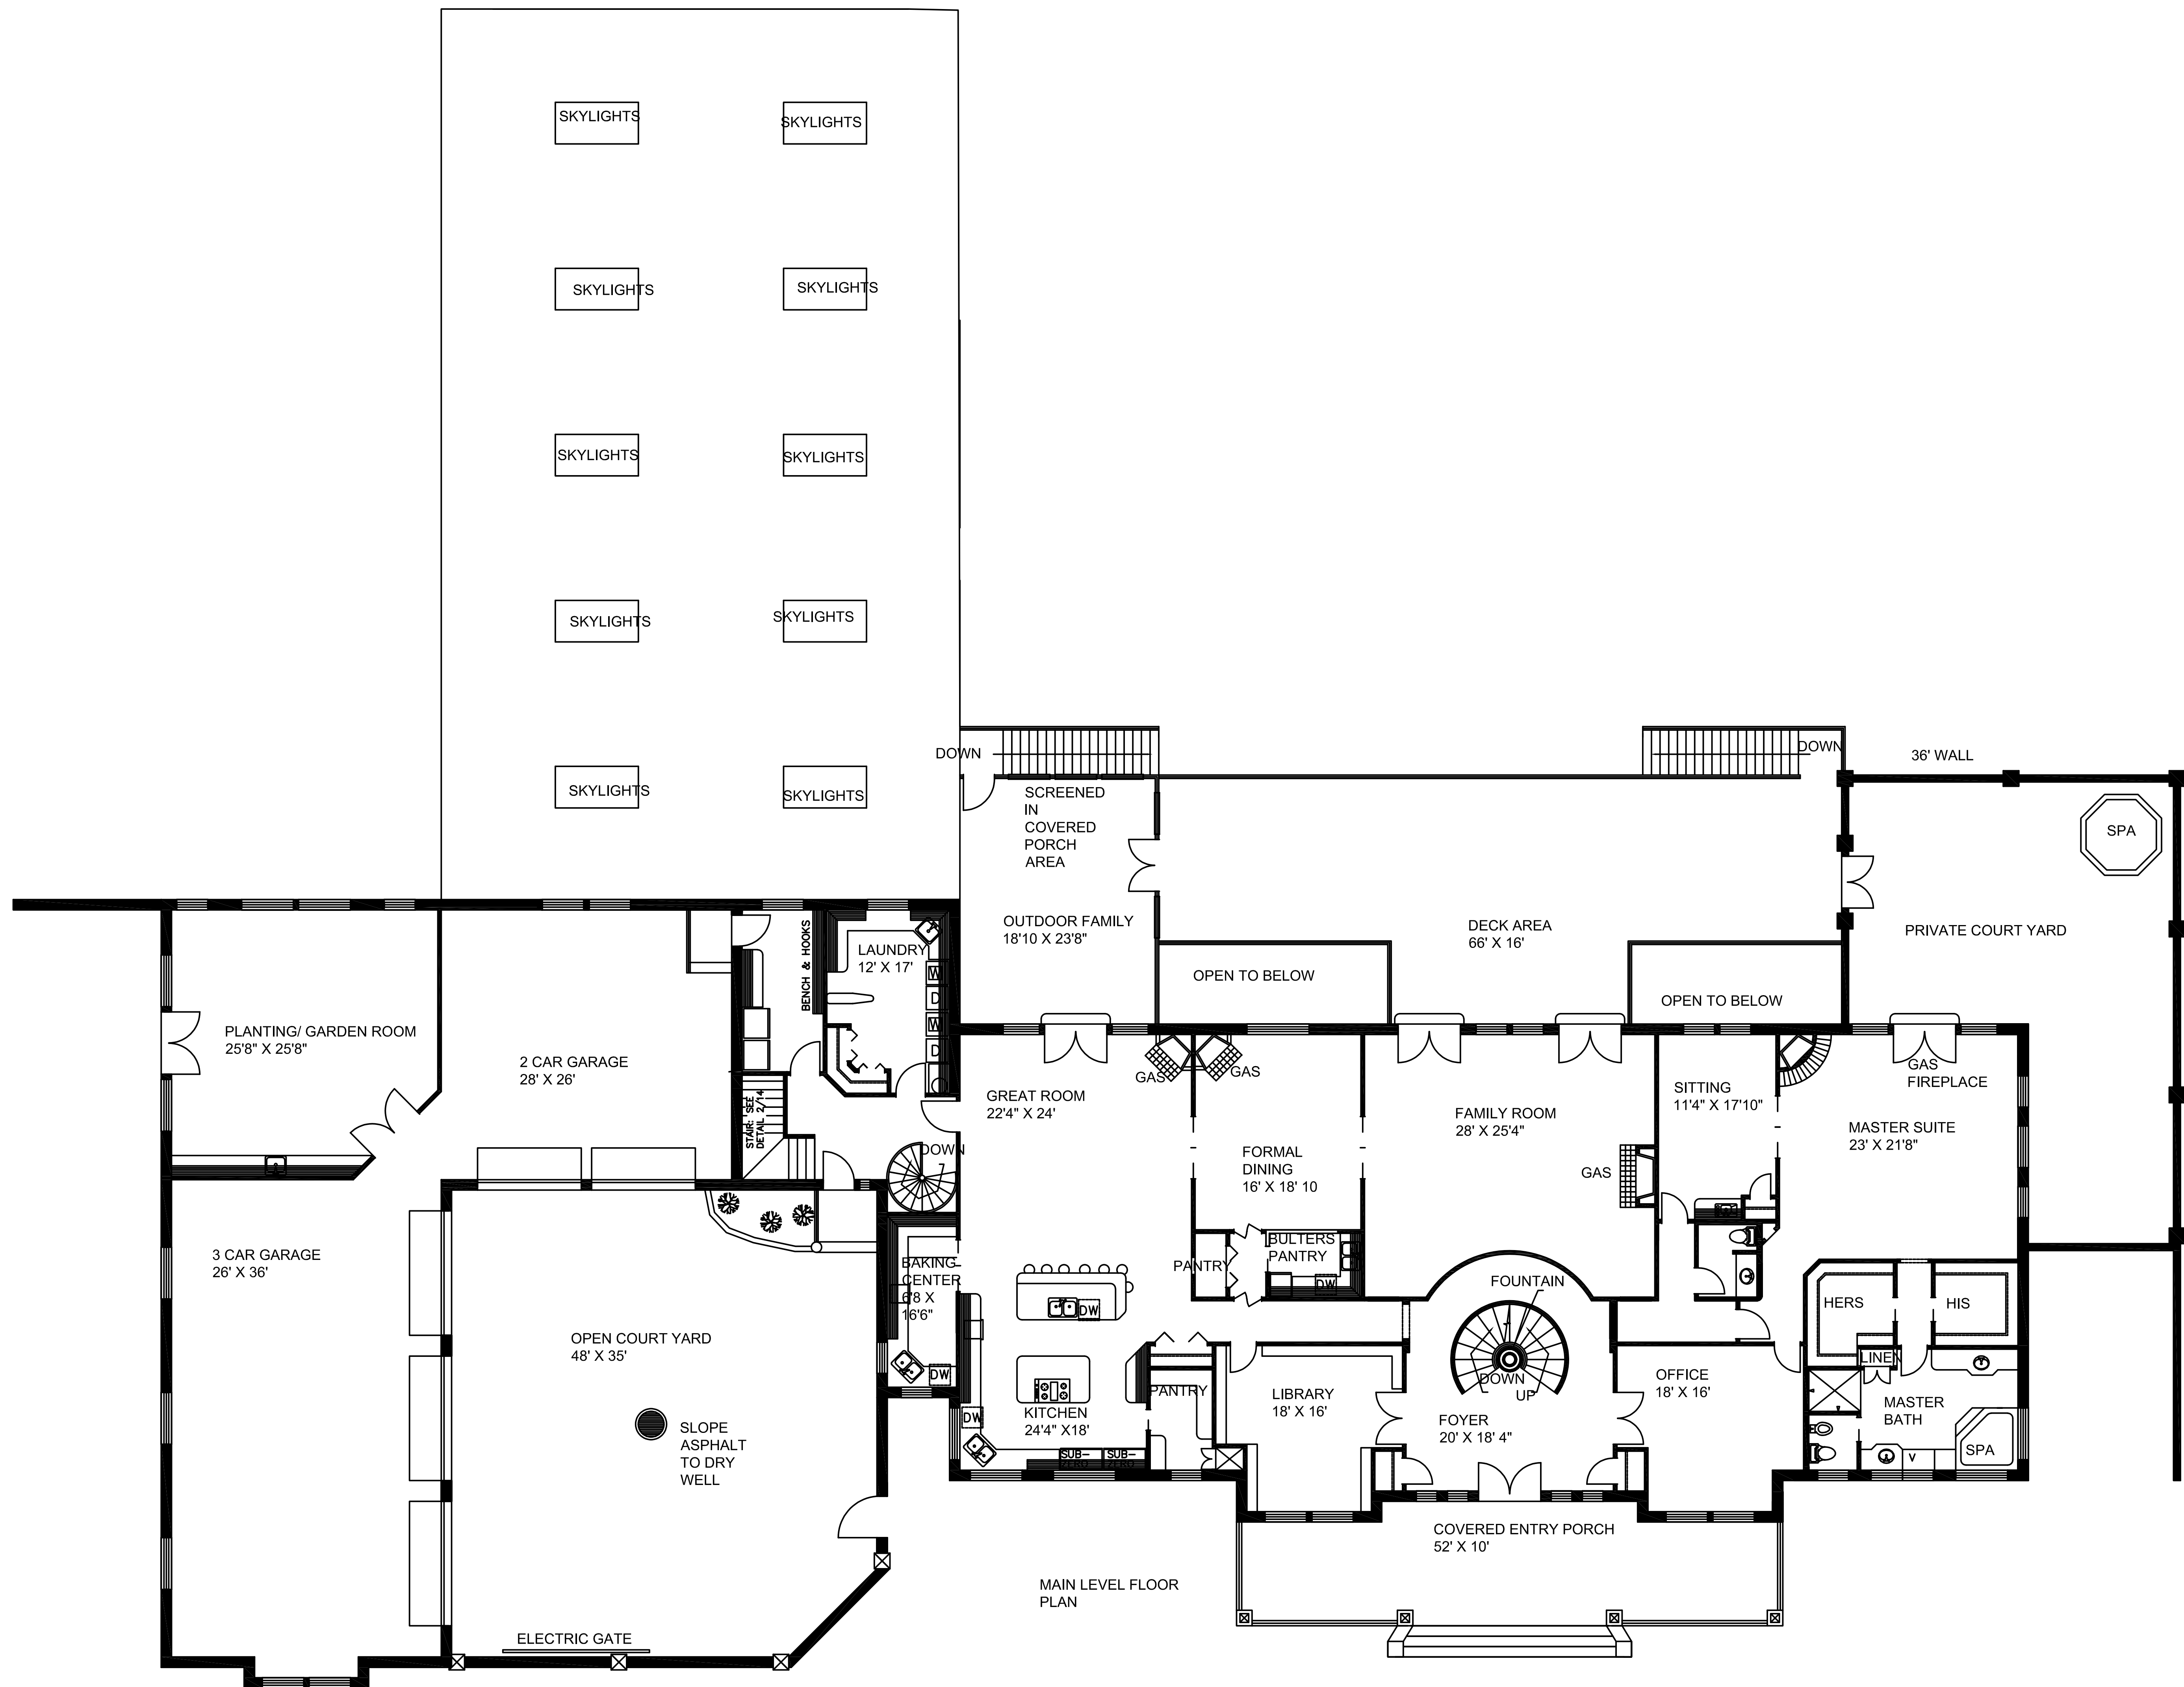 SKYLIGHTS
SKYLIGHTS
SKYLIGHTS
SKYLIGHTS
SKYLIGHTS
SKYLIGHTS
SKYLIGHTS
SKYLIGHTS
SKYLIGHTS
SKYLIGHTS
DOWN
DOWN
36' WALL
SCREENED
IN
COVERED
PORCH
AREA
SPA
OUTDOOR FAMILY
18'10 X 23'8"
DECK AREA
66' X 16'
PRIVATE COURT YARD
OPEN TO BELOW
OPEN TO BELOW
BENCH & HOOKS
LAUNDRY
12' X 17'
W
D
W
D
PLANTING/ GARDEN ROOM
25'8" X 25'8"
2 CAR GARAGE
28' X 26'
STAIR: SEE
DETAIL 2/14
DOWN
GREAT ROOM
22'4" X 24'
GAS
GAS
FORMAL
DINING
16' X 18' 10
FAMILY ROOM
28' X 25'4"
GAS
SITTING
11'4" X 17'10"
GAS
FIREPLACE
MASTER SUITE
23' X 21'8"
3 CAR GARAGE
26' X 36'
BAKING
CENTER
6'8 X
16'6"
DW
PANTRY
BULTERS
PANTRY
DW
DW
FOUNTAIN
HERS
HIS
LINEN
OPEN COURT YARD
48' X 35'
SLOPE
ASPHALT
TO DRY
WELL
DW
KITCHEN
24'4" X18'
SUB-
ZERO
SUB-
ZERO
PANTRY
LIBRARY
18' X 16'
DOWN
UP
FOYER
20' X 18' 4"
OFFICE
18' X 16'
MASTER
BATH
V
SPA
COVERED ENTRY PORCH
52' X 10'
MAIN LEVEL FLOOR
PLAN
ELECTRIC GATE